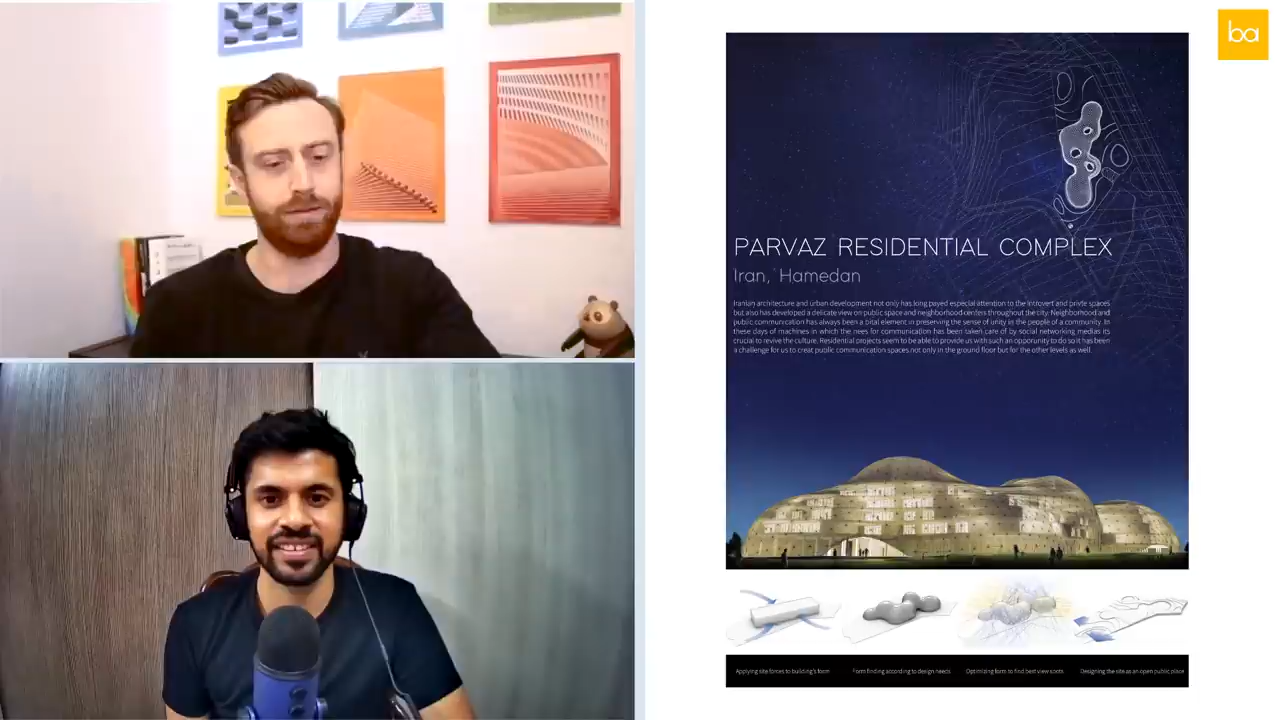 ba
PARVAZ RESIDENTIAL COMPLEX
Iran, Hamedan
Iranian architecture and urban development not only has long payed especial attention to the introvert and privte spaces
but also has developed a delicate view on public space and neighborhood centers throughout the city. Neighborhood and
public communication has always been a bital element in preserving the sense of unity in the people of a community. In
these days of machines in which the nees for communication has been taken care of by social networking medias its
crucial to revive the culture. Residential projects seem to be able to provide us with such an opporunity to do so it has been
a challenge for us to creat public communication spaces not only in the ground floor but for the other levels as well
Applying site forces to building's form
Form finding according to design needs
Optimizing form to find best view spots
Designing the site as an open public place